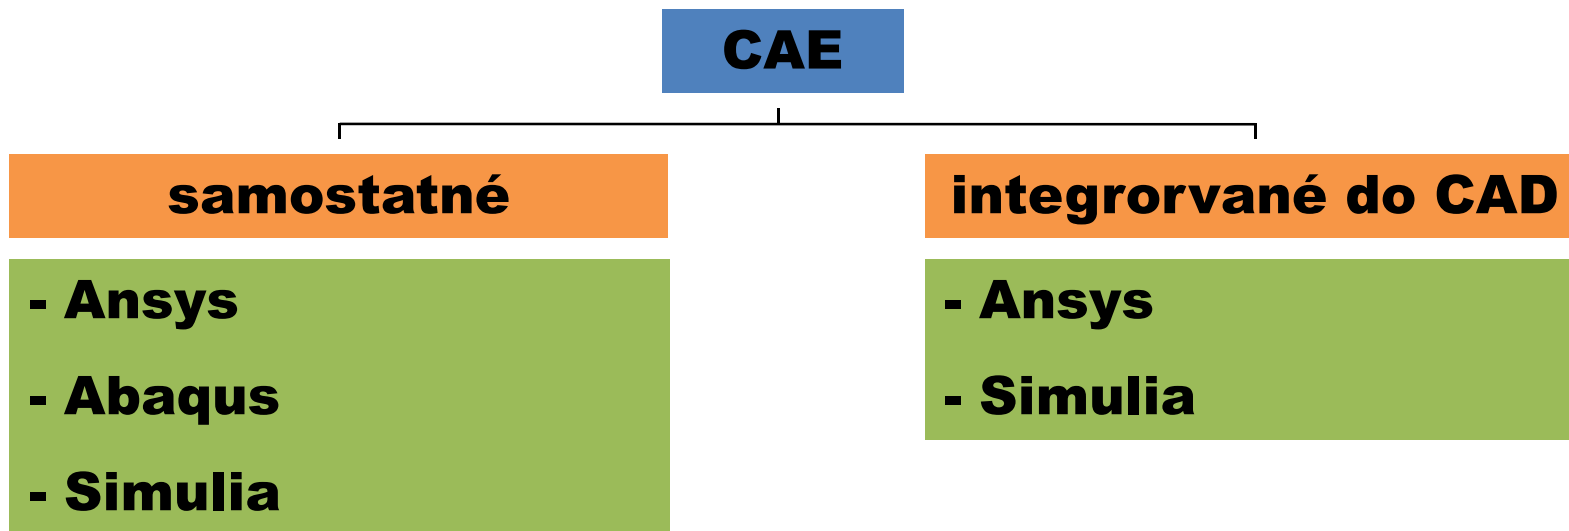 CAE
samostatné
- Ansys
- Abaqus
- Simulia
integrorvané do CAD
- Ansys
- Simulia